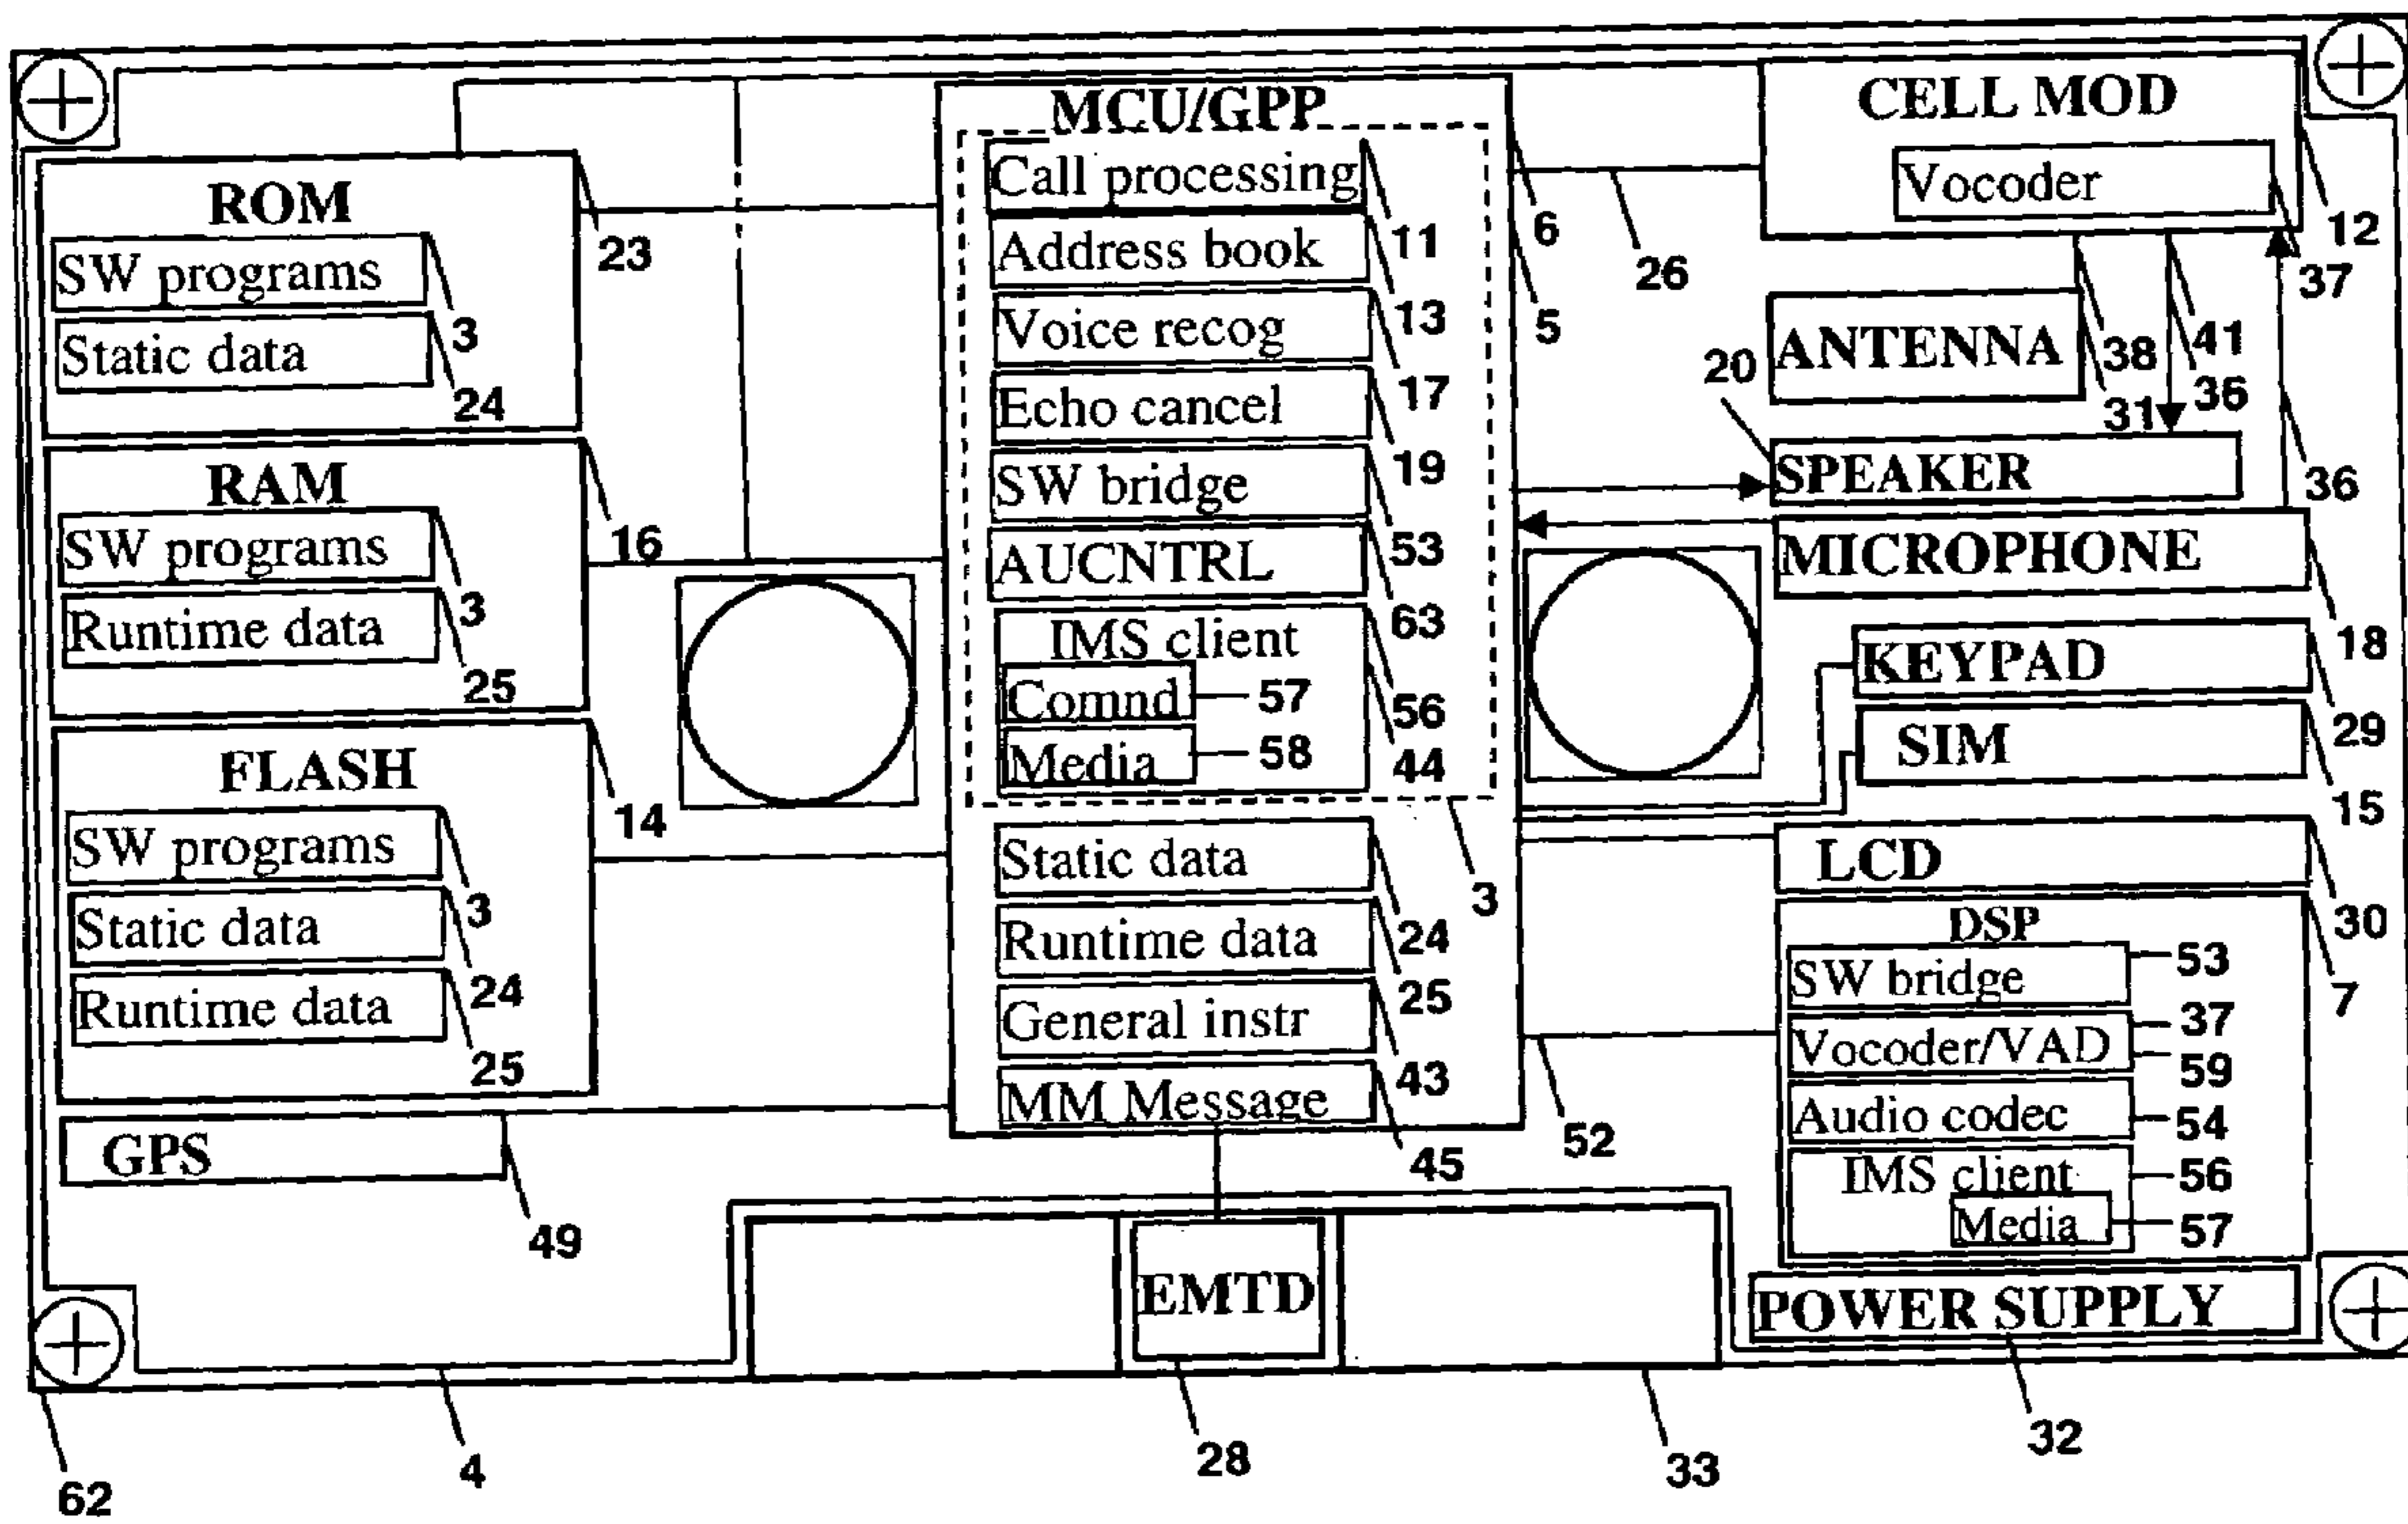 ROM
SW programs
Static data
23
3
24
RAM
SW programs
Runtime data
16
3
25
FLASH
SW programs
Static data
Runtime data
14
3
24
25
GPS
49
MCU/GPP
Call processing
Address book
Voice recog
Echo cancel
SW bridge
AUCNTRL
IMS client
Comnd
57
Media
58
11
13
17
19
53
63
56
44
3
Static data
Runtime data
General instr
MM Message
24
25
43
45
6
5
26
CELL MOD
Vocoder
12
37
ANTENNA
38
31
41
36
20
SPEAKER
36
MICROPHONE
18
KEYPAD
29
SIM
15
LCD
30
DSP
7
SW bridge
53
Vocoder/VAD
37
59
Audio codec
54
IMS client
56
Media
57
52
POWER SUPPLY
32
EMTD
28
33
4
62